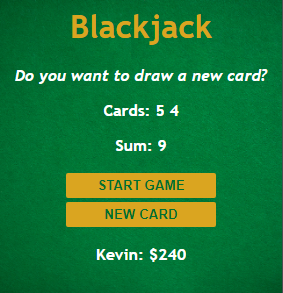 Blackjack
Do you want to draw a new card?
Cards: 5 4
Sum: 9
START GAME
NEW CARD
Kevin: $240